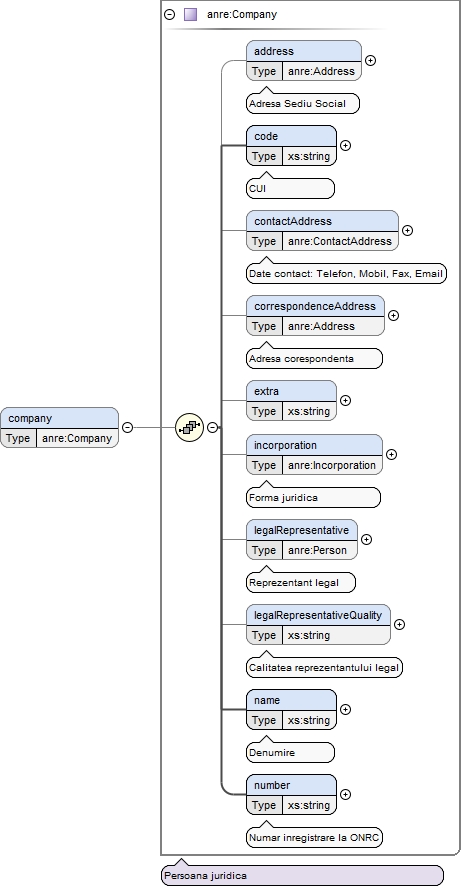 anre:Company
address
Type anre:Address
Adresa Sediu Social
code
Type xs:string
CUI
contactAddress
Type anre:ContactAddress
Date contact: Telefon, Mobil, Fax, Email
correspondenceAddress
Type anre:Address
Adresa corespondenta
extra
Type xs:string
company
Type anre:Company
incorporation
Type anre:Incorporation
Forma juridica
legalRepresentative
Type anre:Person
Reprezentant legal
legalRepresentativeQuality
Type xs:string
Calitatea reprezentantului legal
name
Type xs:string
Denumire
number
Type xs:string
Numar inregistrare la ONRC
Persoana juridica